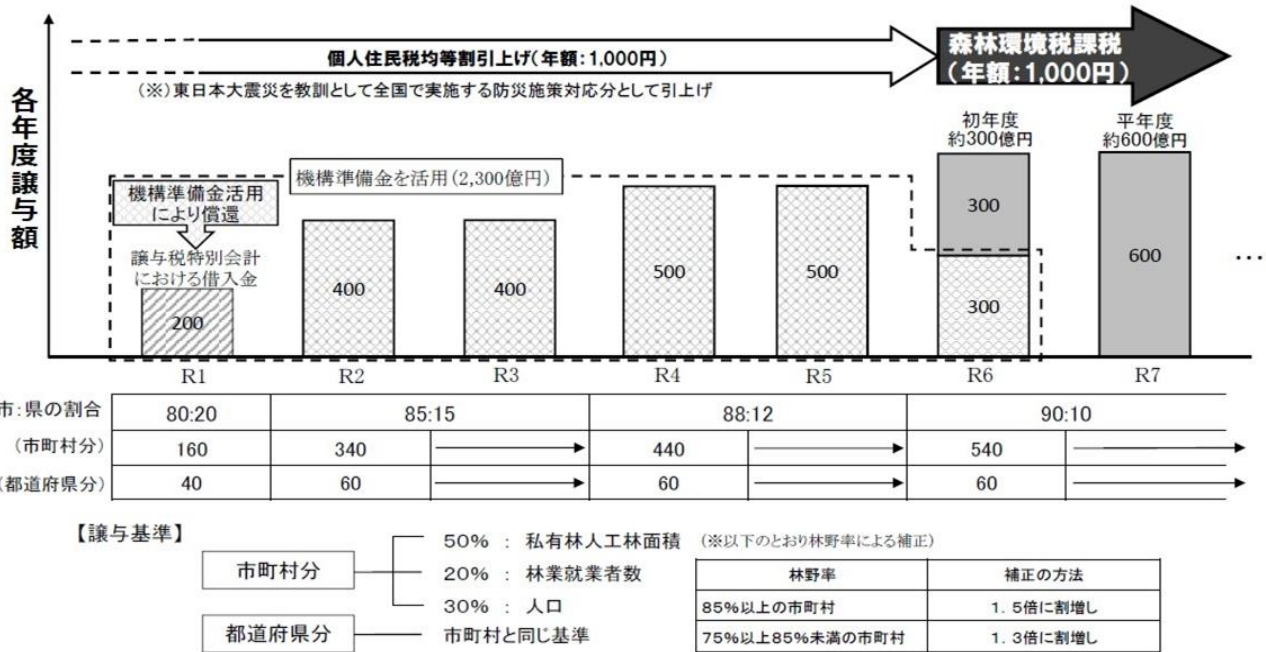 個人住民税均等割引上げ(年額:1,000円)
(※)東日本大震災を教訓として全国で実施する防災施策対応分として引上げ
森林環境税課税
(年額:1,000円)
各年度譲与額
初年度
約300億円
平年度
約600億円
機構準備金活用
により償還
機構準備金を活用(2,300億円)
譲与税特別会計
における借入金
200
400
400
500
500
300
300
600
…
R1 R2 R3 R4 R5 R6 R7
市:県の割合 80:20 85:15 88:12 90:10
(市町村分) 160 340 440 540
(都道府県分) 40 60 60 60
【譲与基準】
市町村分
50% : 私有林人工林面積 (※以下のとおり林野率による補正)
20% : 林業就業者数
30% : 人口
都道府県分 市町村と同じ基準
林野率 補正の方法
85%以上の市町村 1.5倍に割増し
75%以上85%未満の市町村 1.3倍に割増し